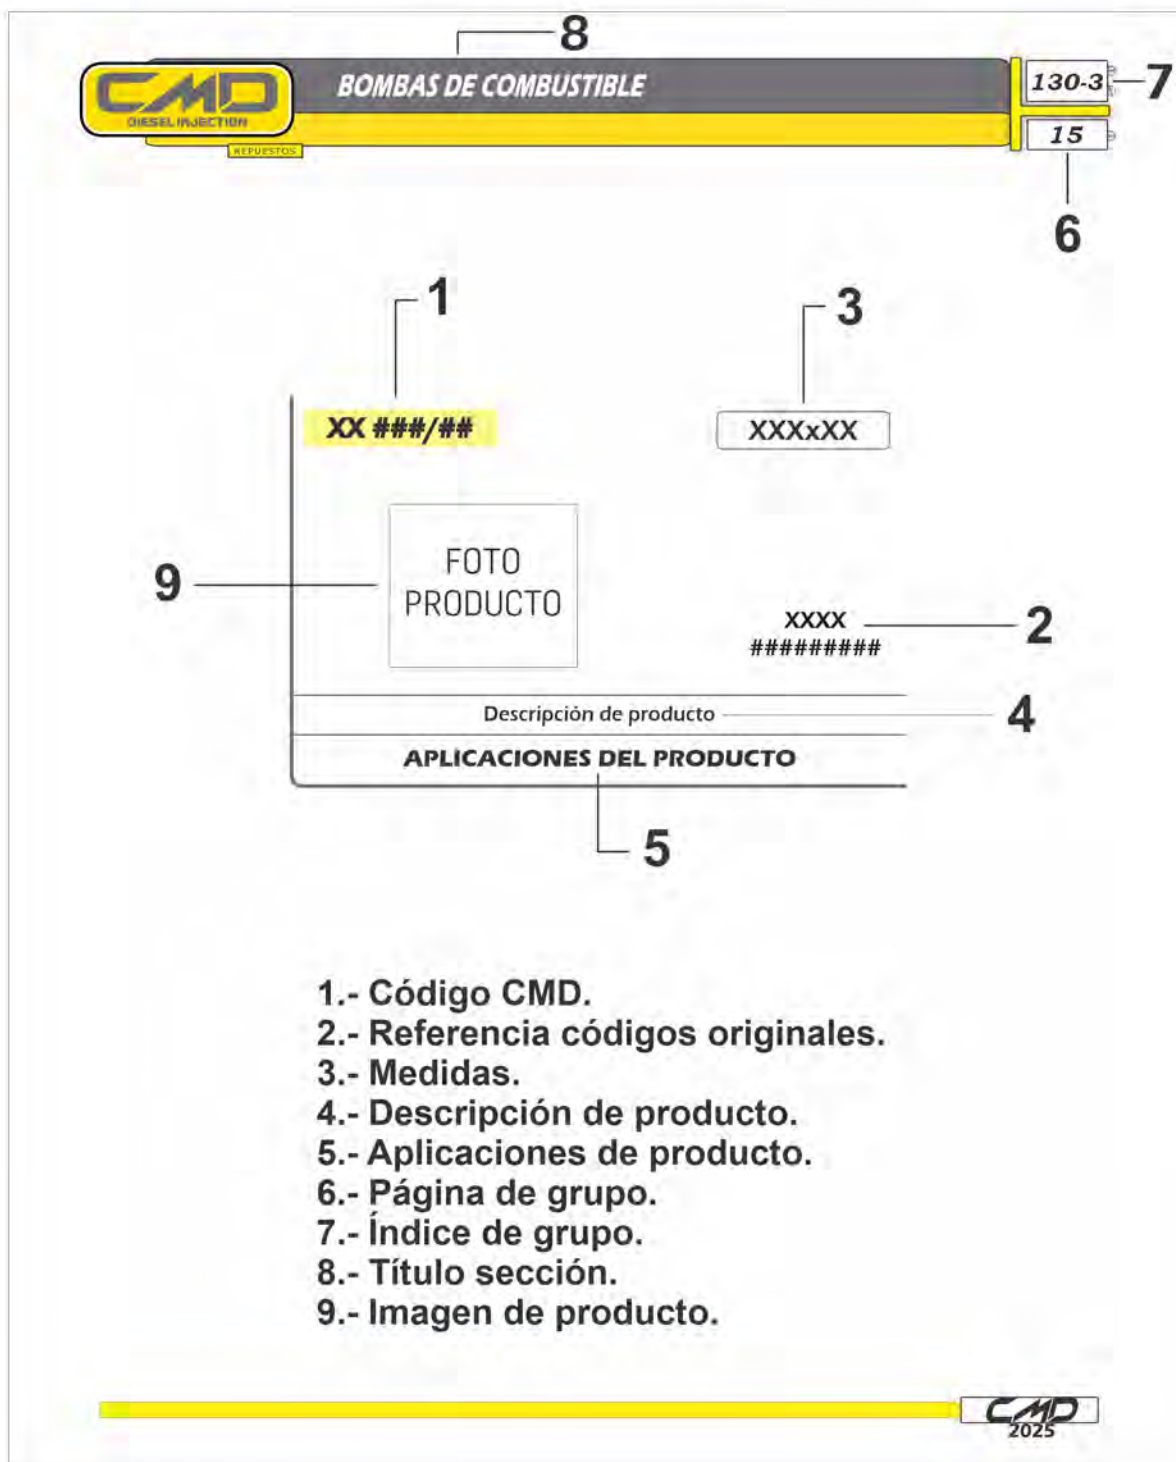 8
BOMBAS DE COMBUSTIBLE
130-3
7
CMD
DIESEL INJECTION
REPUESTOS
15
6
1
3
XX ###/##
XXXxXX
FOTO
PRODUCTO
9
XXXX
2
#########
Descripción de producto
4
APLICACIONES DEL PRODUCTO
5
1.- Código CMD.
2.- Referencia códigos originales.
3.- Medidas.
4.- Descripción de producto.
5.- Aplicaciones de producto.
6.- Página de grupo.
7.- Índice de grupo.
8.- Título sección.
9.- Imagen de producto.
CMD
2025